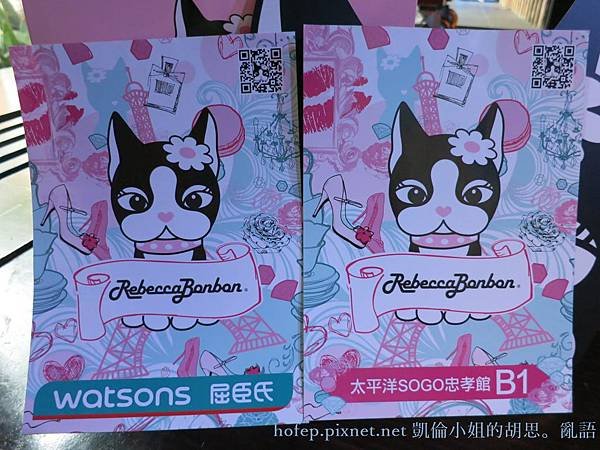 RebeccaBonbon®
watsons 屈臣氏
RebeccaBonbon®
太平洋SOGO忠孝館 B1
hofep.pixnet.net 凱倫小姐的胡思。亂語